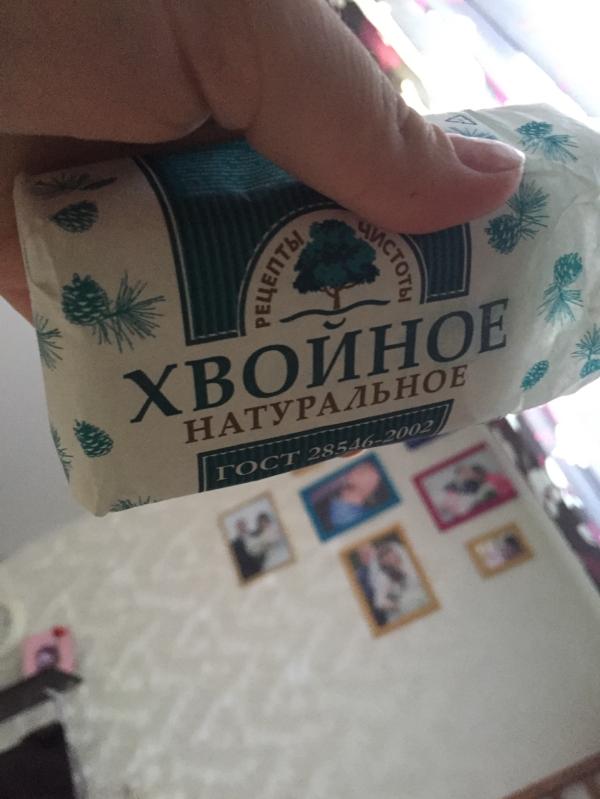 РЕЦЕПТЫ ЧИСТОТЫ
ХВОЙНОЕ
НАТУРАЛЬНОЕ
ГОСТ 28546-2002